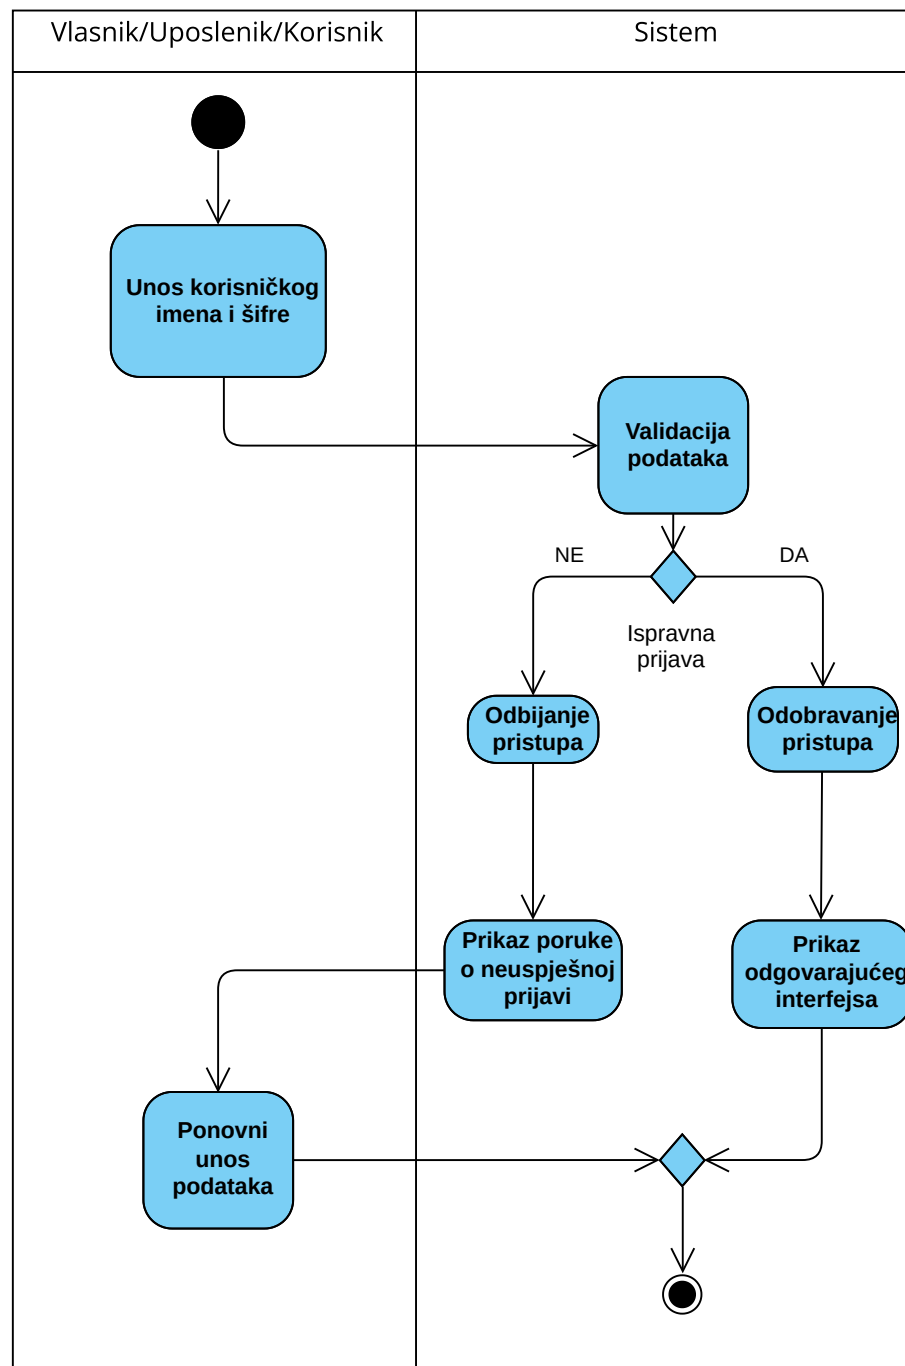 Vlasnik/Uposlenik/Korisnik
Sistem
Unos korisničkog
imena i šifre
Validacija
podataka
NE
DA
Ispravna
prijava
Odbijanje
pristupa
Odobravanje
pristupa
Prikaz poruke
o neuspješnoj
prijavi
Prikaz
odgovarajućeg
interfejsa
Ponovni
unos
podataka